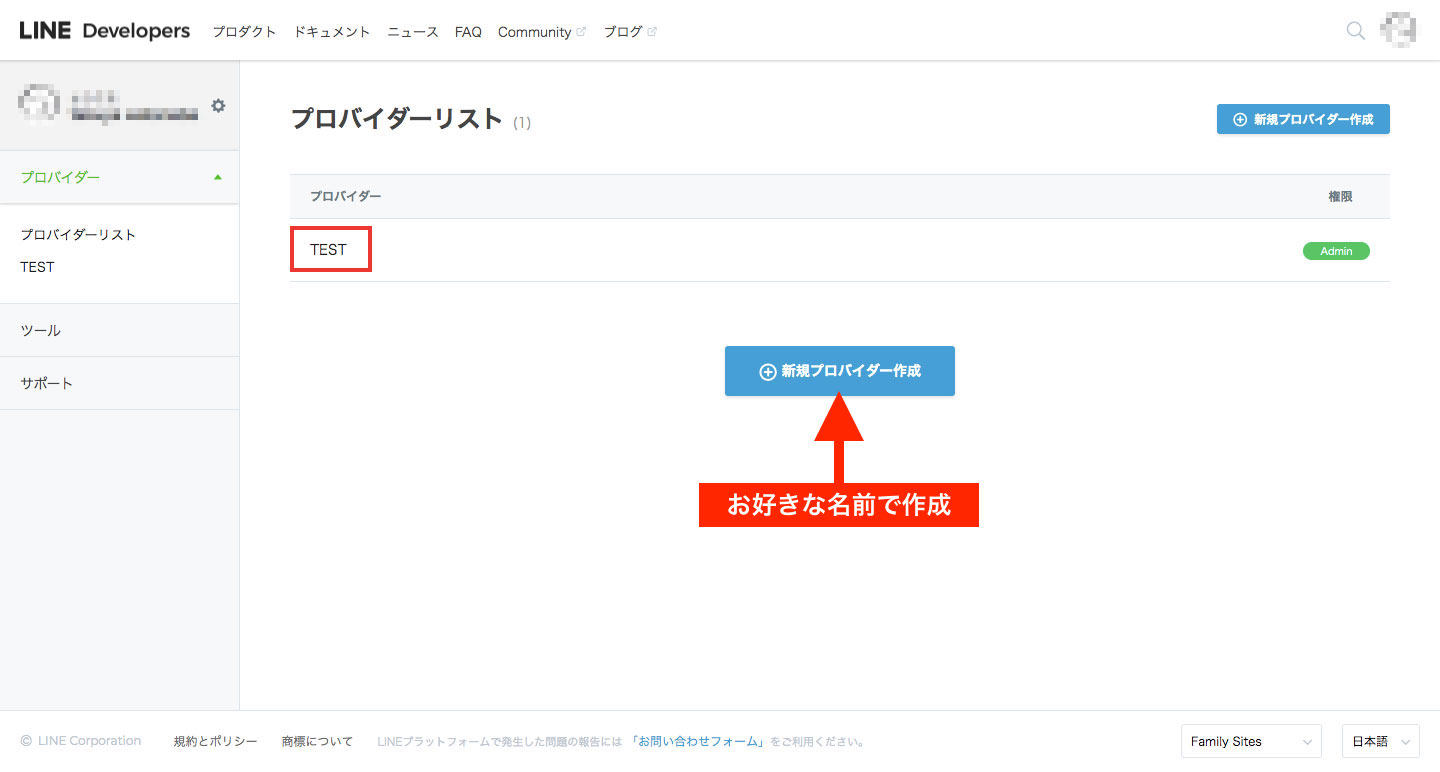 LINE Developers プロダクト ドキュメント ニュース FAQ Community ブログ
プロバイダー
プロバイダーリスト
TEST
ツール
サポート
プロバイダーリスト (1)
新規プロバイダー作成
プロバイダー 権限
TEST Admin
新規プロバイダー作成
お好きな名前で作成
© LINE Corporation 規約とポリシー 商標について LINEプラットフォームで発生した問題の報告には「お問い合わせフォーム」をご利用ください。 Family Sites 日本語